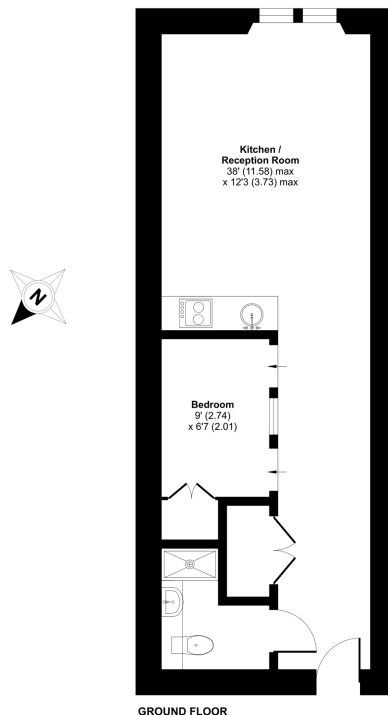 Kitchen /
Reception Room
38' (11.58) max
x 12'3 (3.73) max
N
Bedroom
9' (2.74)
x 6'7 (2.01)
GROUND FLOOR